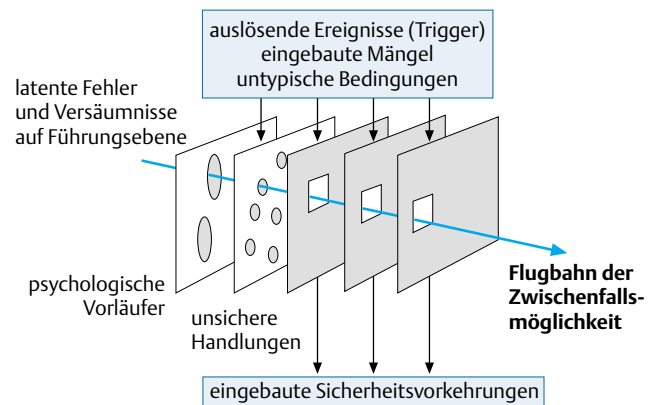 auslösende Ereignisse (Trigger)
eingebaute Mängel
untypische Bedingungen
latente Fehler
und Versäumnisse
auf Führungsebene
psychologische
Vorläufer
unsichere
Handlungen
Flugbahn der
Zwischenfalls-
möglichkeit
eingebaute Sicherheitsvorkehrungen